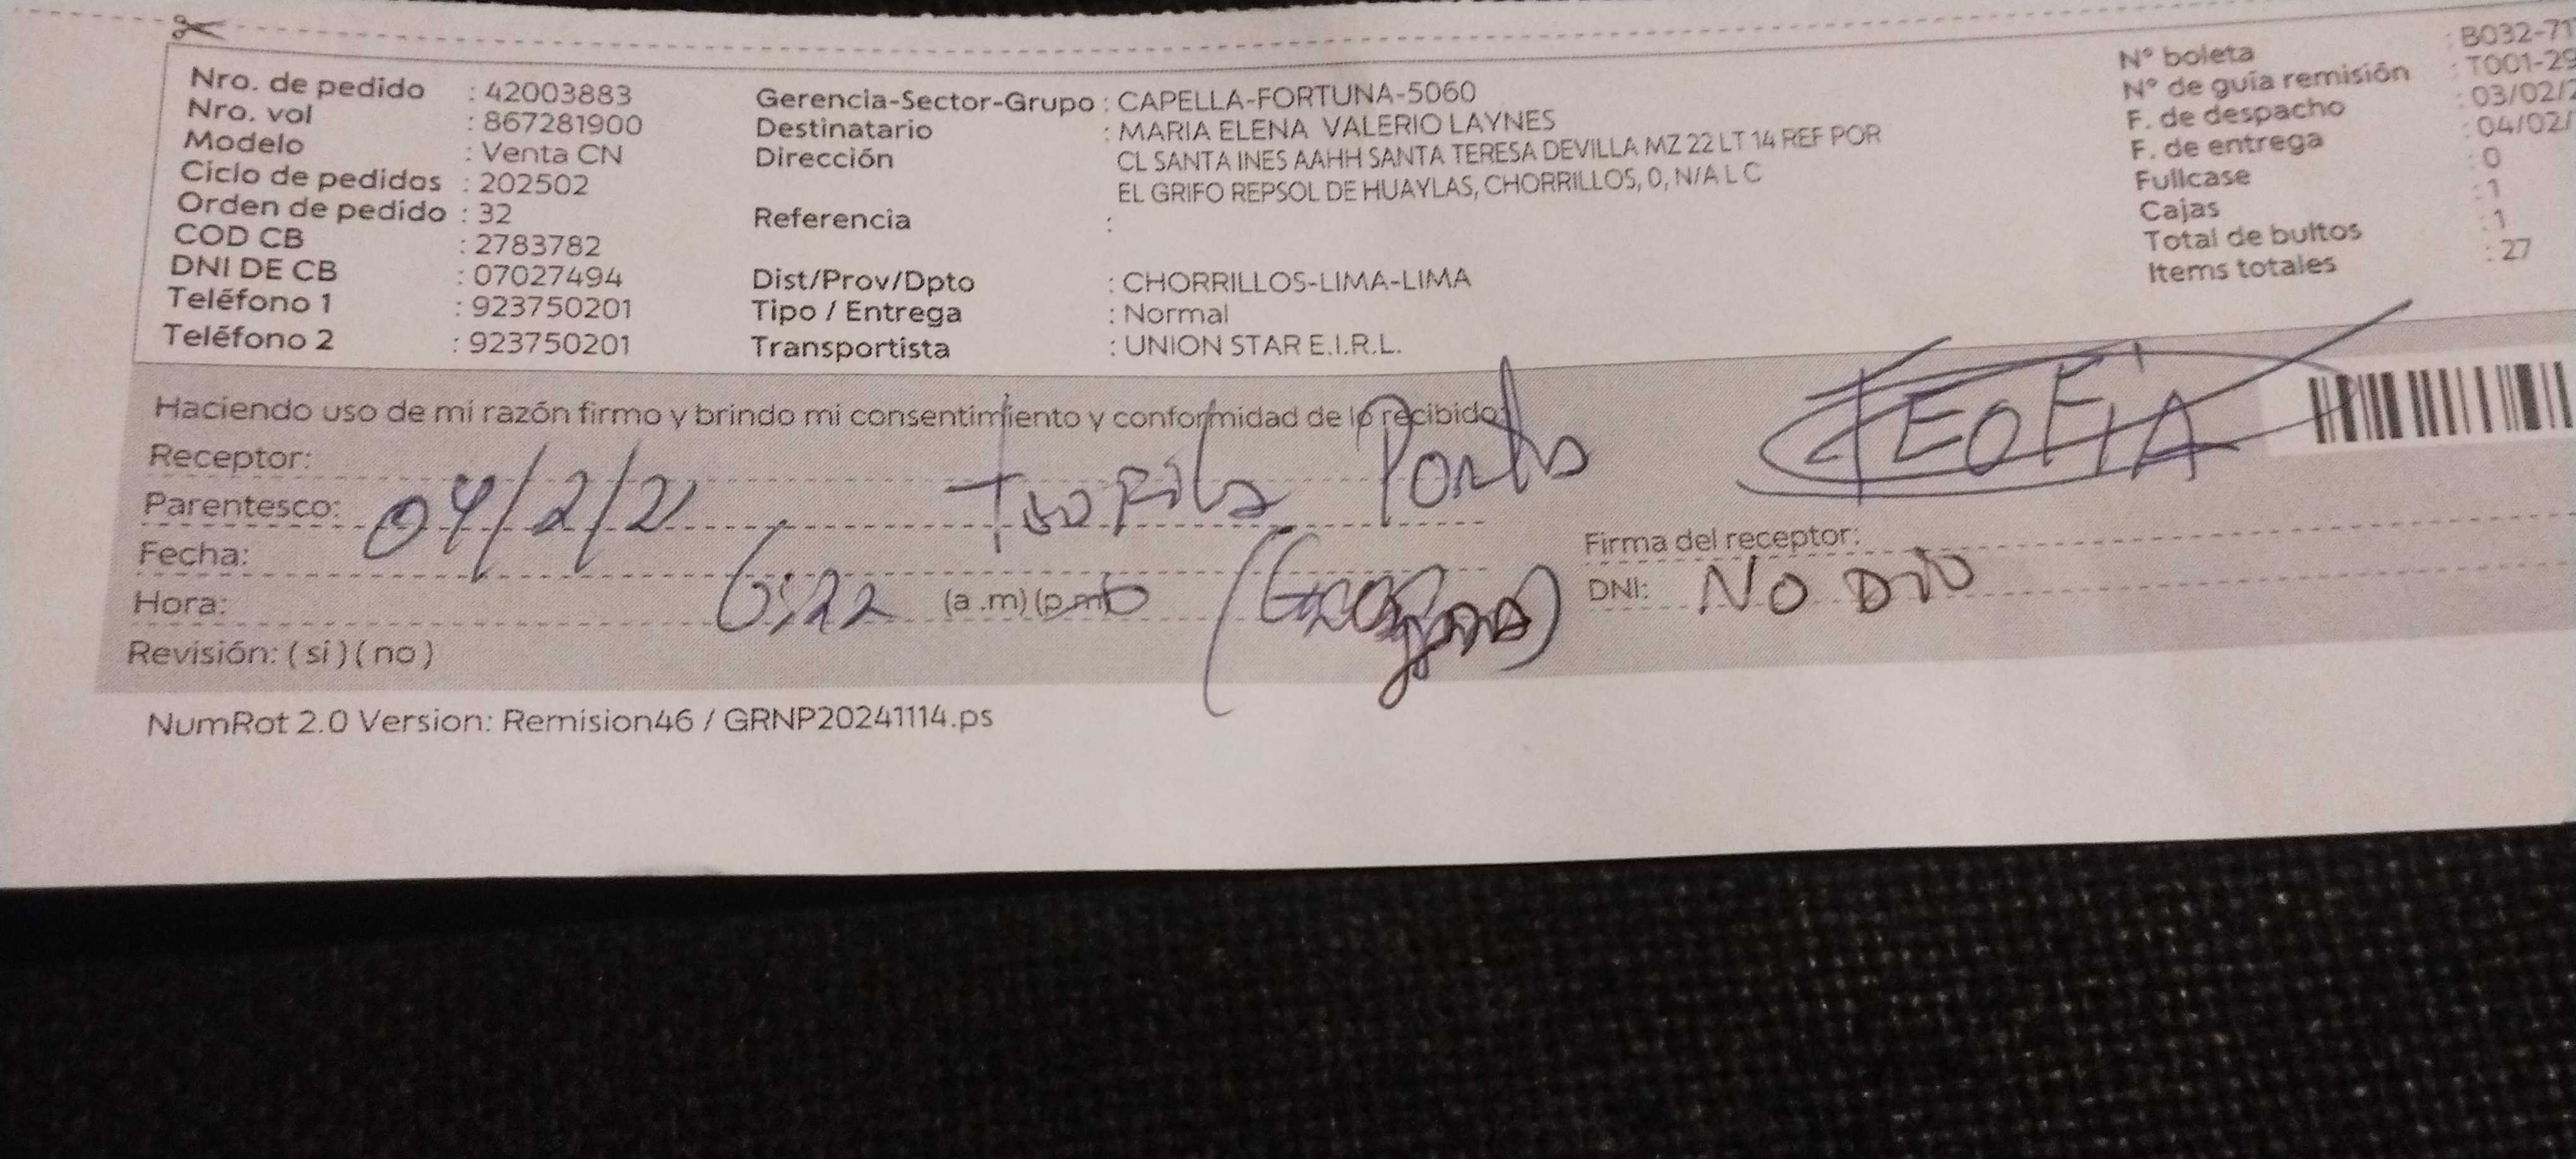 Nro. de pedido : 42003883
Nro. vol : 867281900
Modelo : Venta CN
Ciclo de pedidos : 202502
Orden de pedido : 32
COD CB : 2783782
DNI DE CB : 07027494
Teléfono 1 : 923750201
Teléfono 2 : 923750201
Gerencia-Sector-Grupo : CAPELLA-FORTUNA-5060
Destinatario : MARIA ELENA VALERIO LAYNES
Dirección CL SANTA INES AAHH SANTA TERESA DEVILLA MZ 22 LT 14 REF POR
EL GRIFO REPSOL DE HUAYLAS, CHORRILLOS, 0, N/A L C
Referencia :
Dist/Prov/Dpto : CHORRILLOS-LIMA-LIMA
Tipo / Entrega : Normal
Transportista : UNION STAR E.I.R.L.
N° boleta : B032-71
N° de guía remisión : T001-29
F. de despacho : 03/02/2
F. de entrega : 04/02/
Fullcase : 0
Cajas : 1
Total de bultos : 1
Items totales : 27
Haciendo uso de mi razón firmo y brindo mi consentimiento y conformidad de lo recibido:
Receptor:
Parentesco:
Fecha: 04/2/2
Hora: 6:22 (a.m) (p.m)
Revisión: ( si ) ( no )
Firma del receptor:
DNI: NO DIO
NumRot 2.0 Version: Remision46 / GRNP20241114.ps